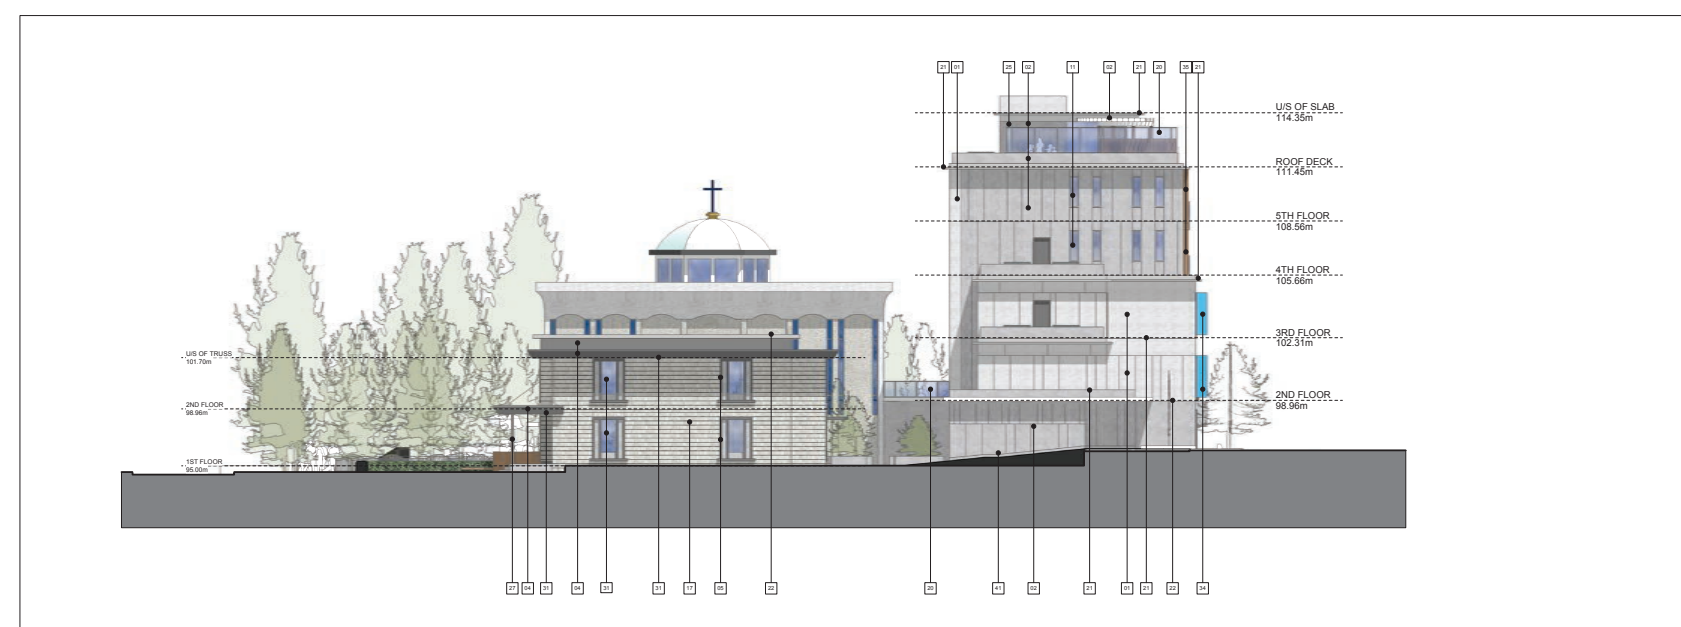 21 01 25 02 11 02 21 20 35 21
U/S OF SLAB
114.35m
ROOF DECK
111.45m
5TH FLOOR
108.56m
4TH FLOOR
105.66m
3RD FLOOR
102.31m
2ND FLOOR
98.96m
U/S OF TRUSS
101.70m
2ND FLOOR
98.96m
1ST FLOOR
95.00m
27 04 31 04 31 31 17 05 22 20 41 02 21 01 21 22 34